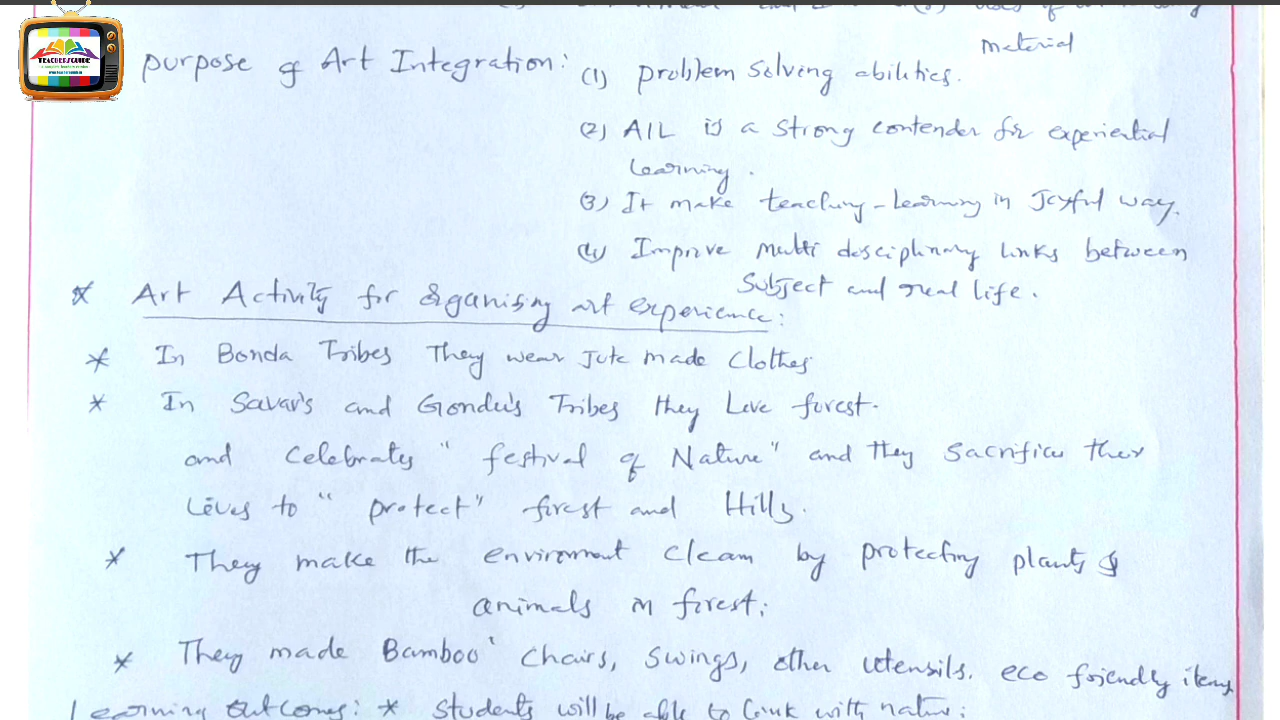 TEACHERSGUIDE
material
purpose of Art Integration: (1) problem Solving abilities.
(2) AIL is a strong contender for experiential
learning.
(3) It make teaching-Learning in Joyful way.
(4) Improve multi desciplinary links between
Subject and real life.
* Art Activity for Organising art experience:
* In Bonda Tribes They wear Jute made Clothes
* In Savar's and Gondu's Tribes they Live forest.
and Celebrates "festival of Nature" and they Sacrifice their
Lives to "protect" forest and Hills.
* They make the environment clean by protecting plants &
animals in forest.
* They made Bamboo' chairs, swings, other utensils. eco friendly items
Learning Outcomes: * Students will be able to link with nature: